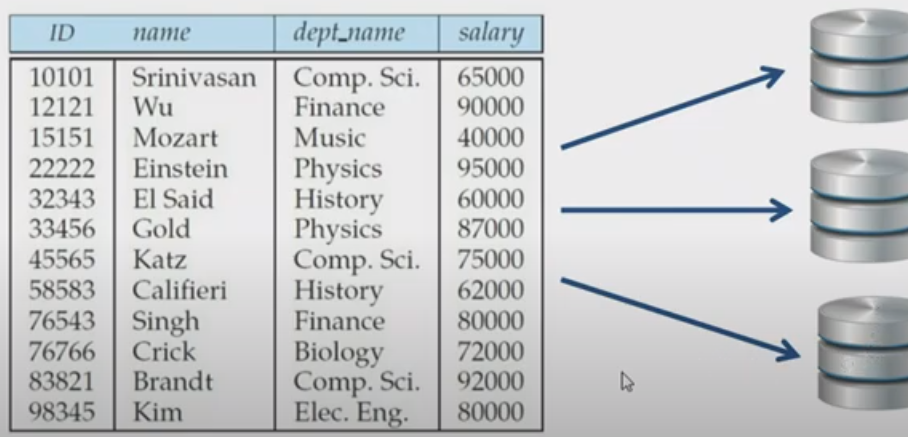 ID name dept_name salary
10101 Srinivasan Comp. Sci. 65000
12121 Wu Finance 90000
15151 Mozart Music 40000
22222 Einstein Physics 95000
32343 El Said History 60000
33456 Gold Physics 87000
45565 Katz Comp. Sci. 75000
58583 Califieri History 62000
76543 Singh Finance 80000
76766 Crick Biology 72000
83821 Brandt Comp. Sci. 92000
98345 Kim Elec. Eng. 80000